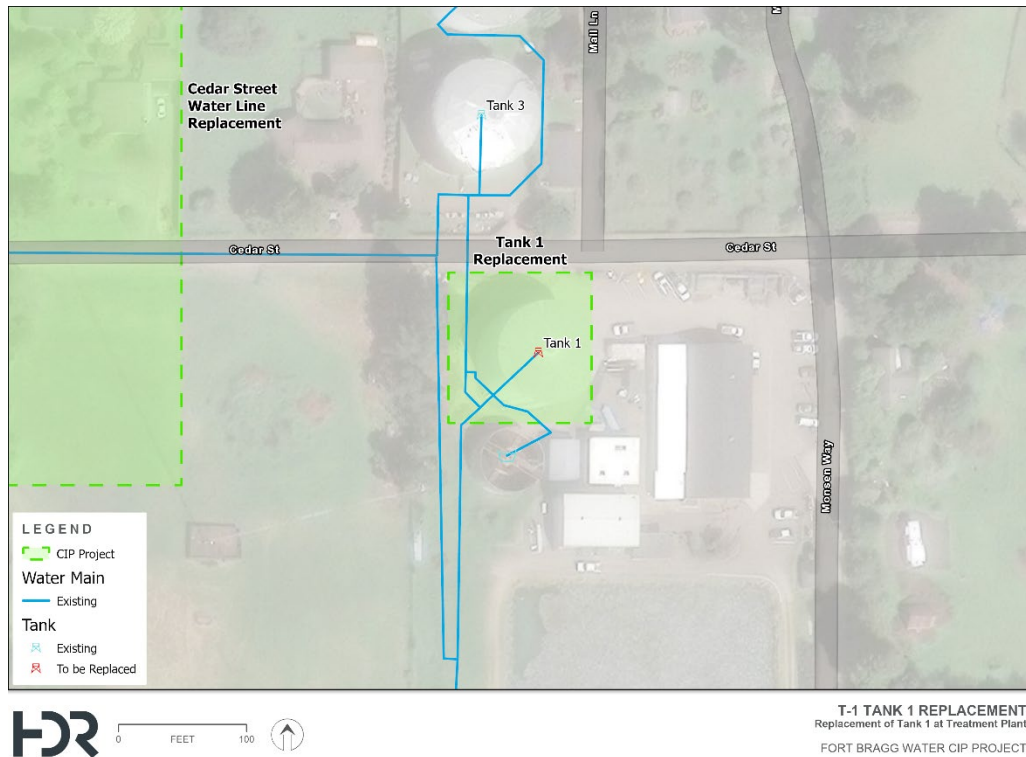 Mall Ln
M
Cedar Street
Water Line
Replacement
Tank 3
Cedar St
Tank 1
Replacement
Cedar St
Tank 1
Monsen Way
LEGEND
CIP Project
Water Main
Existing
Tank
Existing
To be Replaced
HDR
0 FEET 100
T-1 TANK 1 REPLACEMENT
Replacement of Tank 1 at Treatment Plant
FORT BRAGG WATER CIP PROJECT